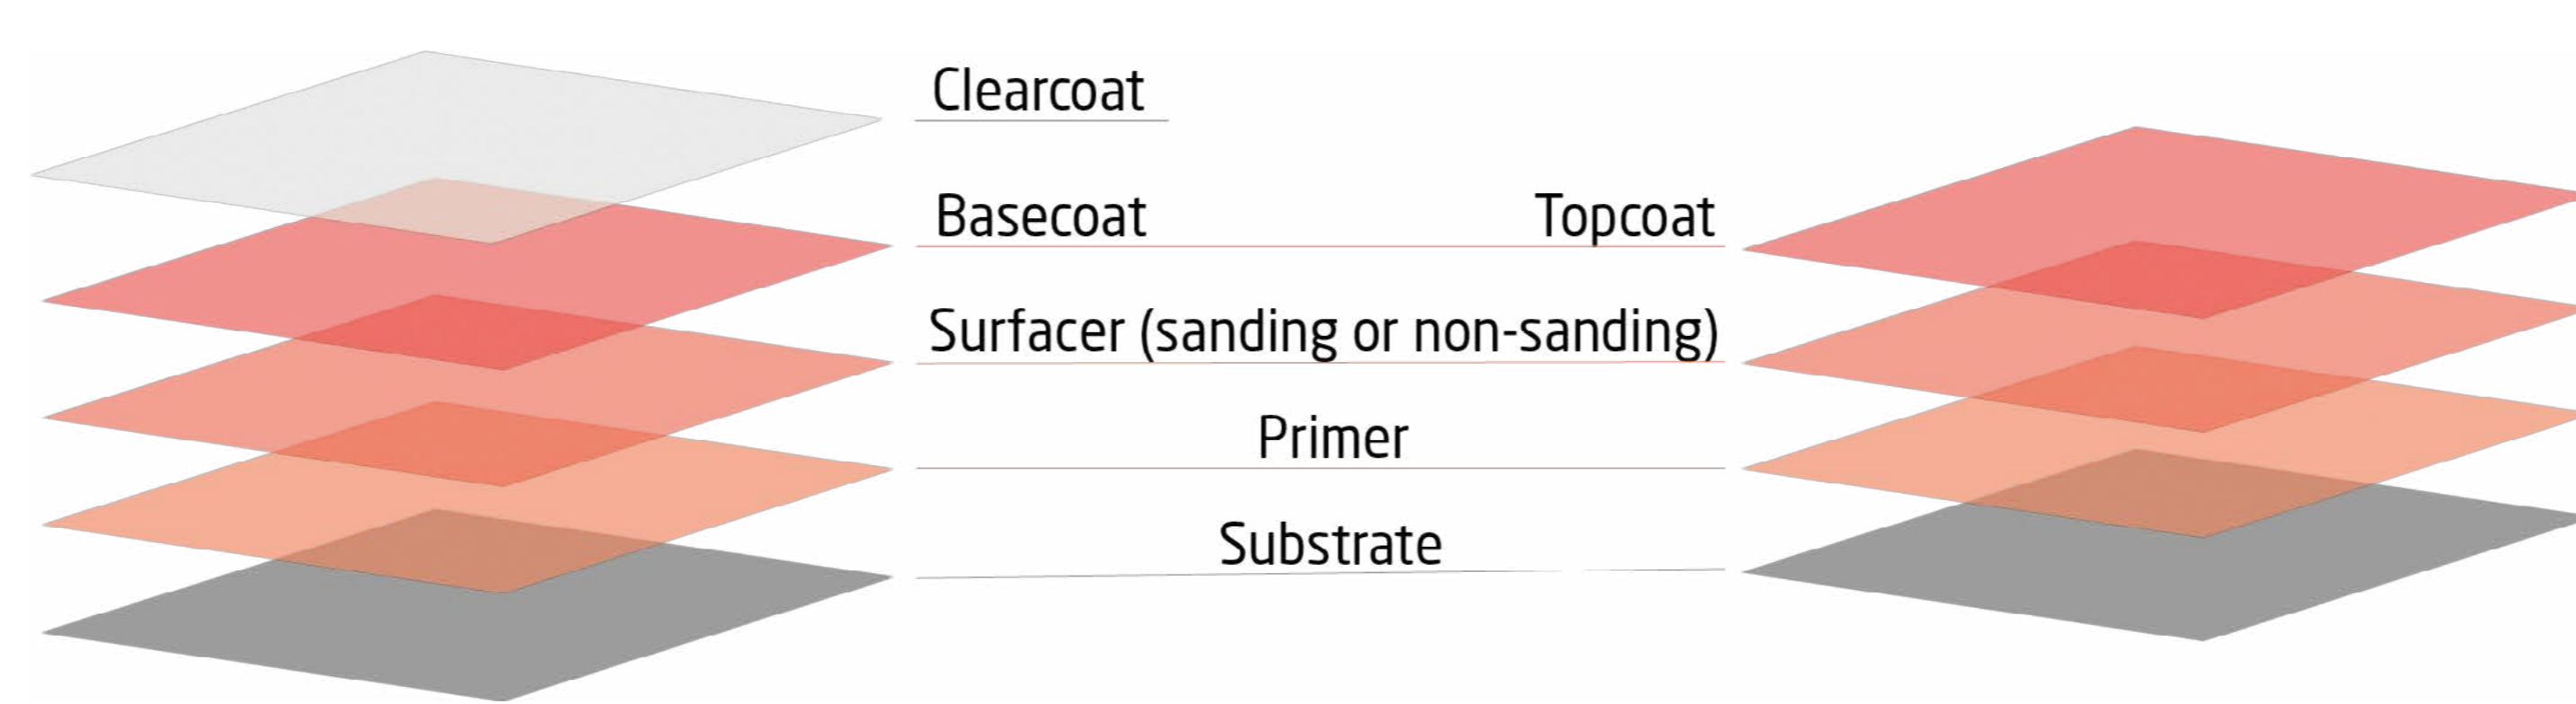 Clearcoat
Basecoat
Topcoat
Surfacer (sanding or non-sanding)
Primer
Substrate